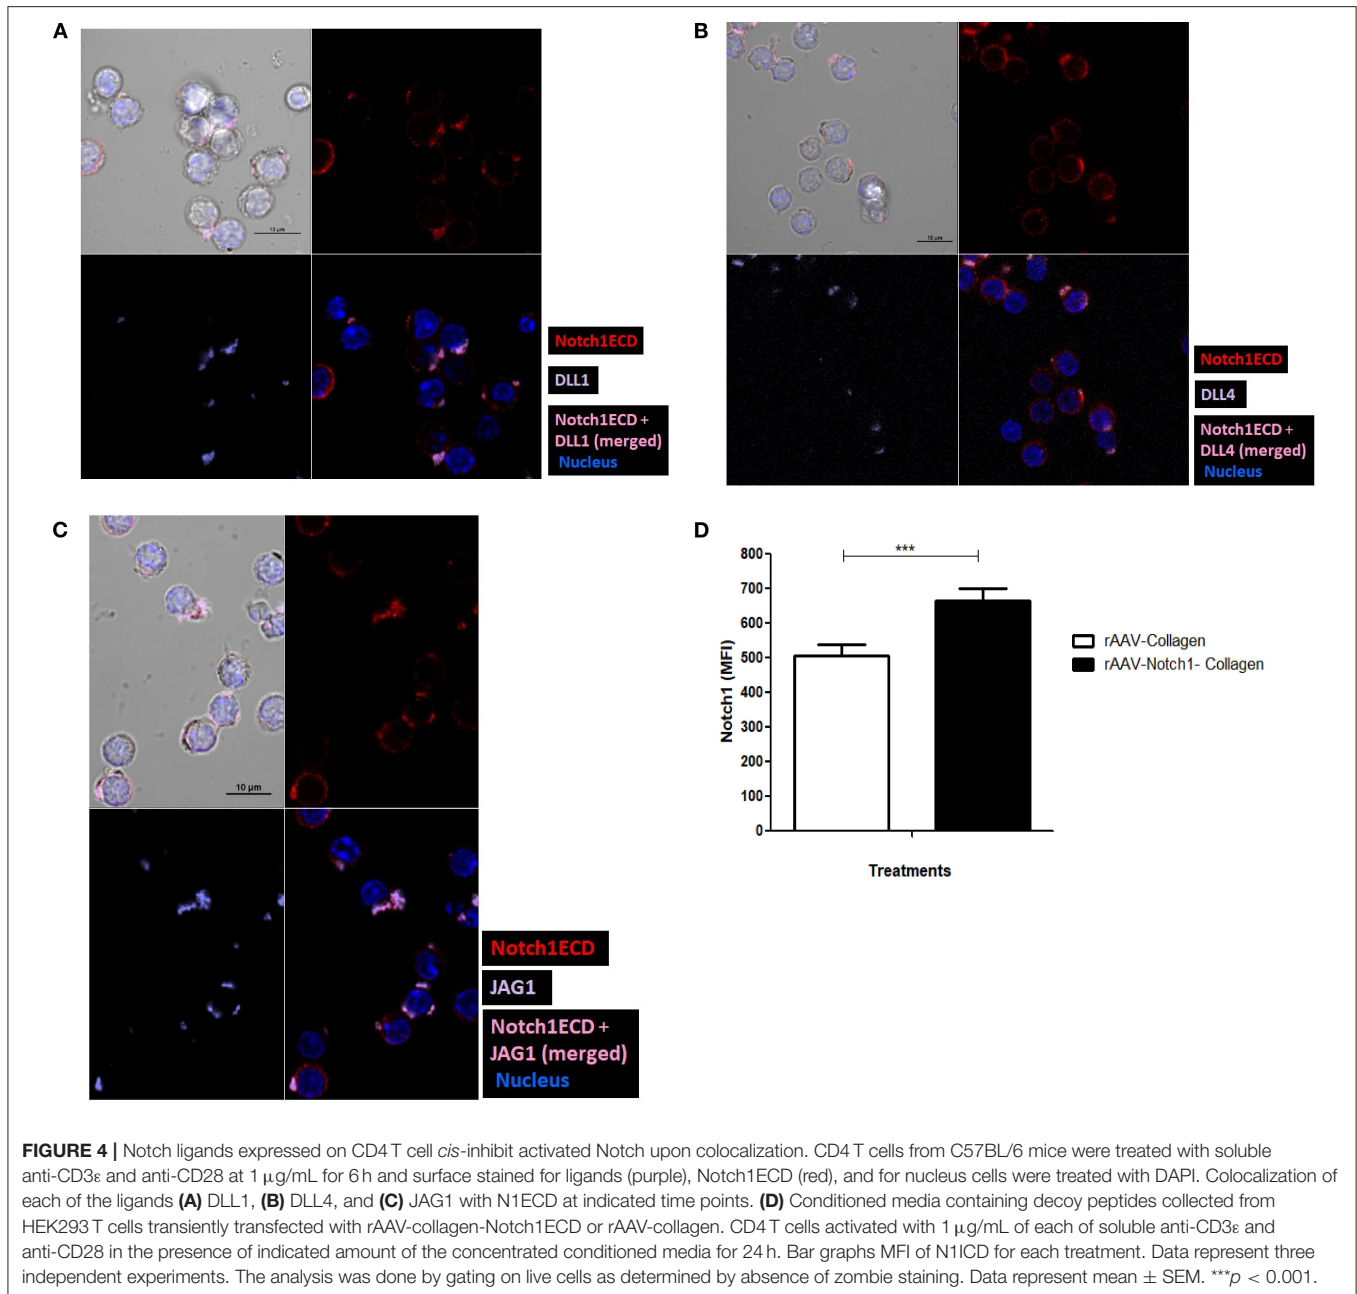 A
B
10 µm
10 µm
Notch1ECD
DLL1
Notch1ECD +
DLL1 (merged)
Nucleus
Notch1ECD
DLL4
Notch1ECD +
DLL4 (merged)
Nucleus
C
D
10 µm
Notch1ECD
JAG1
Notch1ECD +
JAG1 (merged)
Nucleus
***
800
700
600
500
400
300
200
100
0
Notch1 (MFI)
Treatments
rAAV-Collagen
rAAV-Notch1- Collagen
FIGURE 4 | Notch ligands expressed on CD4 T cell cis-inhibit activated Notch upon colocalization. CD4 T cells from C57BL/6 mice were treated with soluble
anti-CD3ε and anti-CD28 at 1 µg/mL for 6 h and surface stained for ligands (purple), Notch1ECD (red), and for nucleus cells were treated with DAPI. Colocalization of
each of the ligands (A) DLL1, (B) DLL4, and (C) JAG1 with N1ECD at indicated time points. (D) Conditioned media containing decoy peptides collected from
HEK293 T cells transiently transfected with rAAV-collagen-Notch1ECD or rAAV-collagen. CD4 T cells activated with 1 µg/mL of each of soluble anti-CD3ε and
anti-CD28 in the presence of indicated amount of the concentrated conditioned media for 24 h. Bar graphs MFI of N1ICD for each treatment. Data represent three
independent experiments. The analysis was done by gating on live cells as determined by absence of zombie staining. Data represent mean ± SEM. ***p < 0.001.